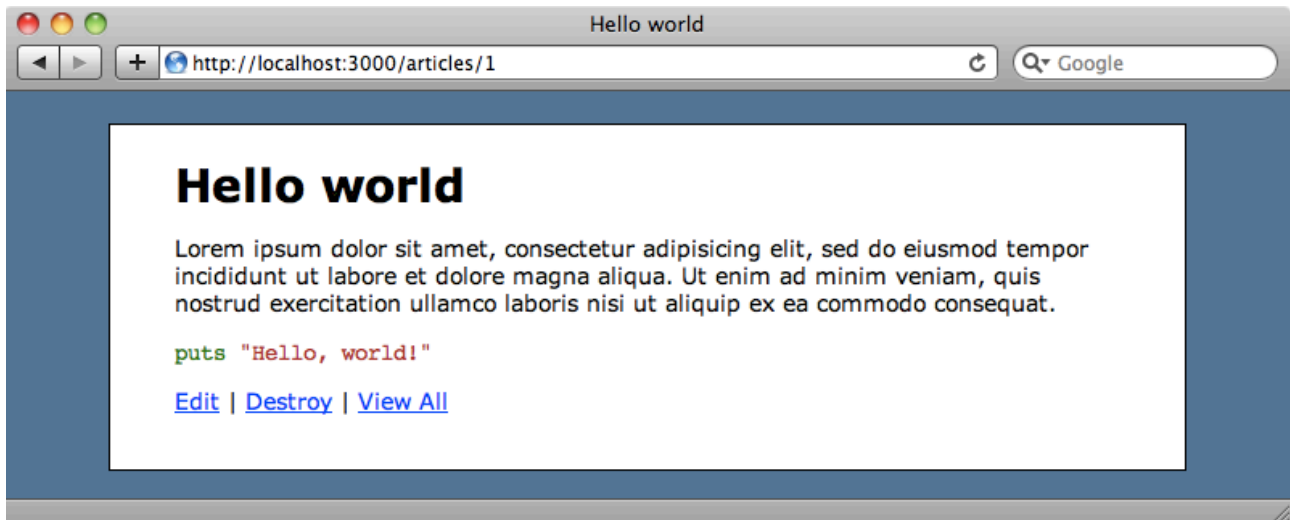 Hello world
http://localhost:3000/articles/1
Google
Hello world
Lorem ipsum dolor sit amet, consectetur adipisicing elit, sed do eiusmod tempor
incididunt ut labore et dolore magna aliqua. Ut enim ad minim veniam, quis
nostrud exercitation ullamco laboris nisi ut aliquip ex ea commodo consequat.
puts "Hello, world!"
Edit | Destroy | View All